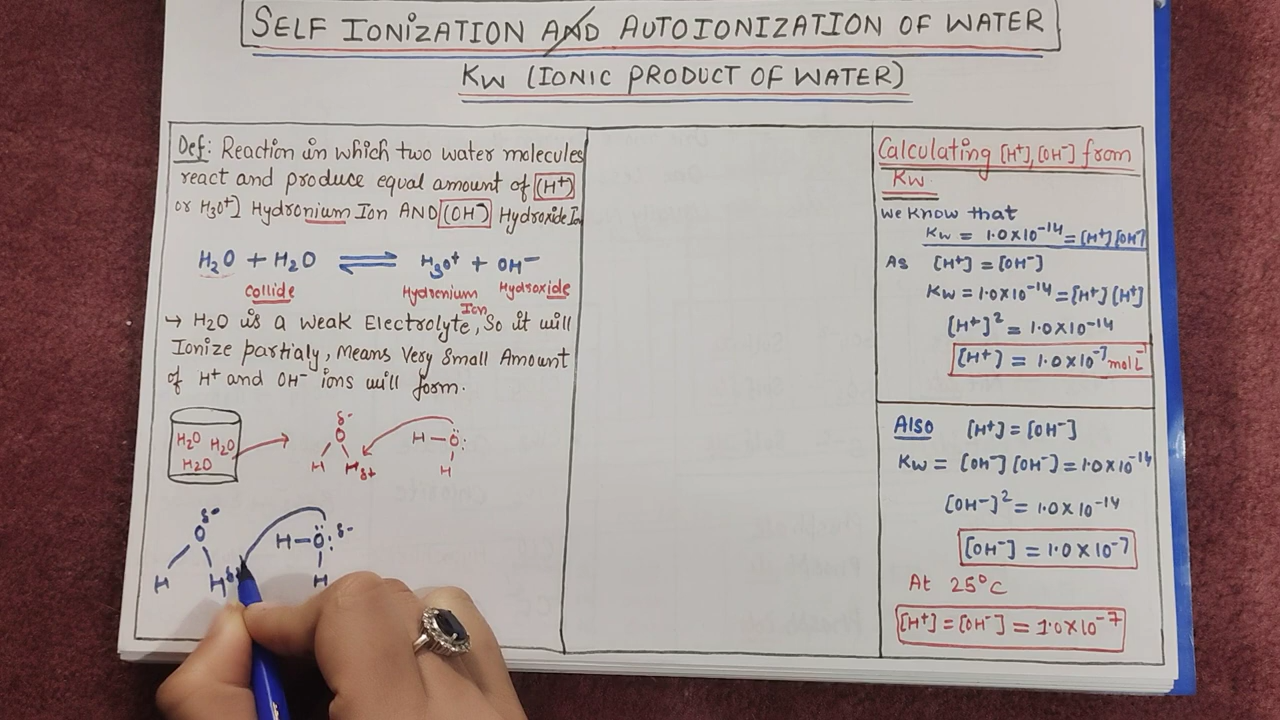 SELF IONIZATION AND AUTOIONIZATION OF WATER
KW (IONIC PRODUCT OF WATER)
Def: Reaction in which two water molecules
react and produce equal amount of (H+)
or H3O+) Hydronium Ion AND (OH-) Hydroxide Ion
H2O + H2O ⇌ H3O+ + OH-
Collide Hydronium Ion Hydroxide
→ H2O is a weak Electrolyte, So it will
Ionize partialy, Means Very Small Amount
of H+ and OH- ions will form.
H2O H2O
H2O
δ-
O H-O:
H H δ+ H
δ-
O H-O: δ-
H H δ H
Calculating [H+], [OH-] from
KW
We Know that
KW = 1.0×10-14 = [H+][OH-]
As [H+] = [OH-]
KW = 1.0×10-14 = [H+][H+]
[H+]2 = 1.0×10-14
[H+] = 1.0×10-7 mol L-1
Also [H+] = [OH-]
KW = [OH-][OH-] = 1.0×10-14
[OH-]2 = 1.0×10-14
[OH-] = 1.0×10-7
At 25°C
[H+] = [OH-] = 1.0×10-7